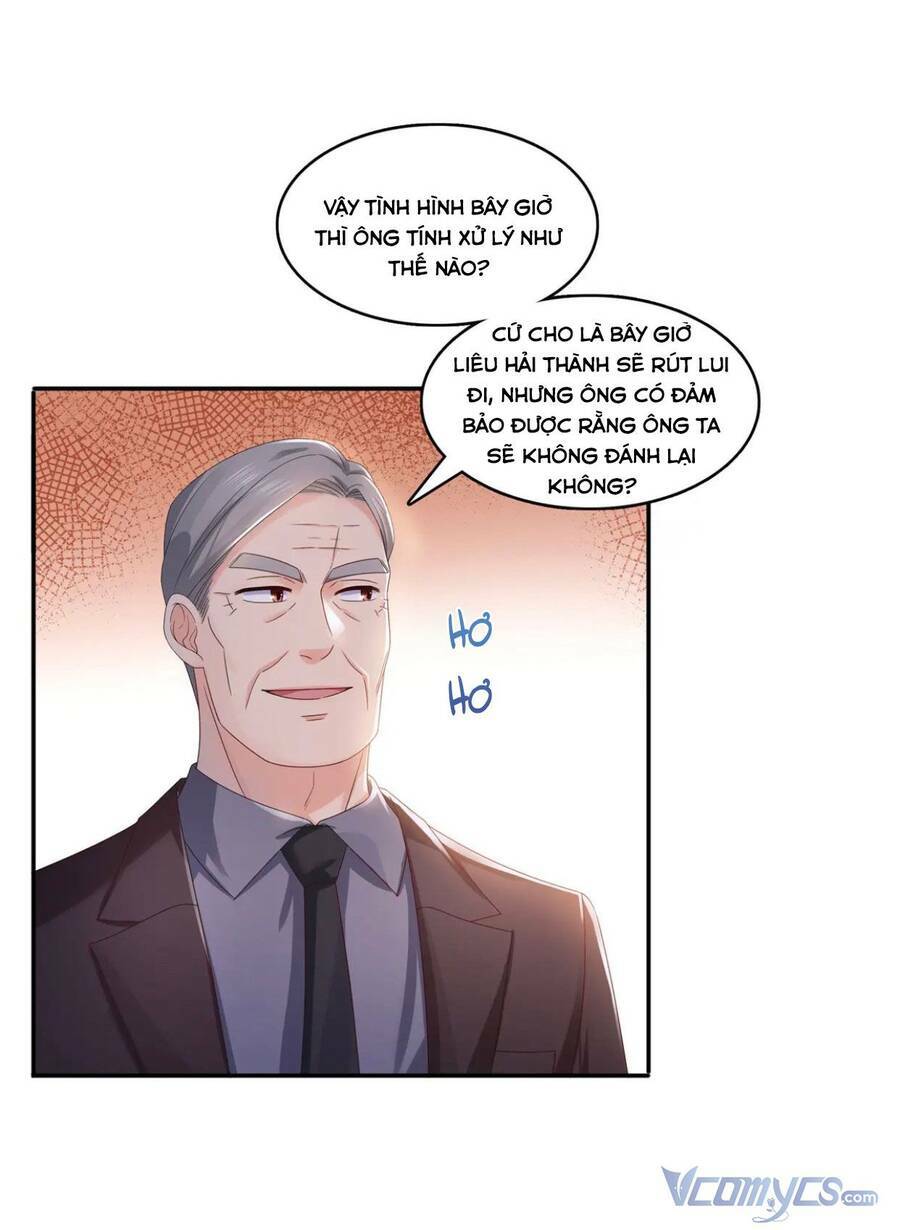 VẬY TÌNH HÌNH BÂY GIỜ
THÌ ÔNG TÍNH XỬ LÝ NHƯ
THẾ NÀO?
CỨ CHO LÀ BÂY GIỜ
LIÊU HẢI THÀNH SẼ RÚT LUI
ĐI, NHƯNG ÔNG CÓ ĐẢM
BẢO ĐƯỢC RẰNG ÔNG TA
SẼ KHÔNG ĐÁNH LẠI
KHÔNG?
HƠ
HƠ
VCOMYCS.com